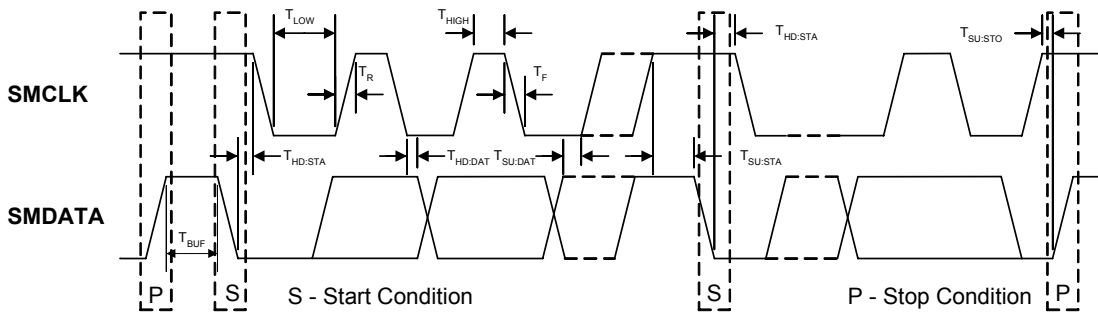 T_LOW T_HIGH T_HD:STA T_SU:STO
SMCLK T_R T_F
T_HD:STA T_HD:DAT T_SU:DAT T_SU:STA
SMDATA
T_BUF
P S S - Start Condition S P - Stop Condition P